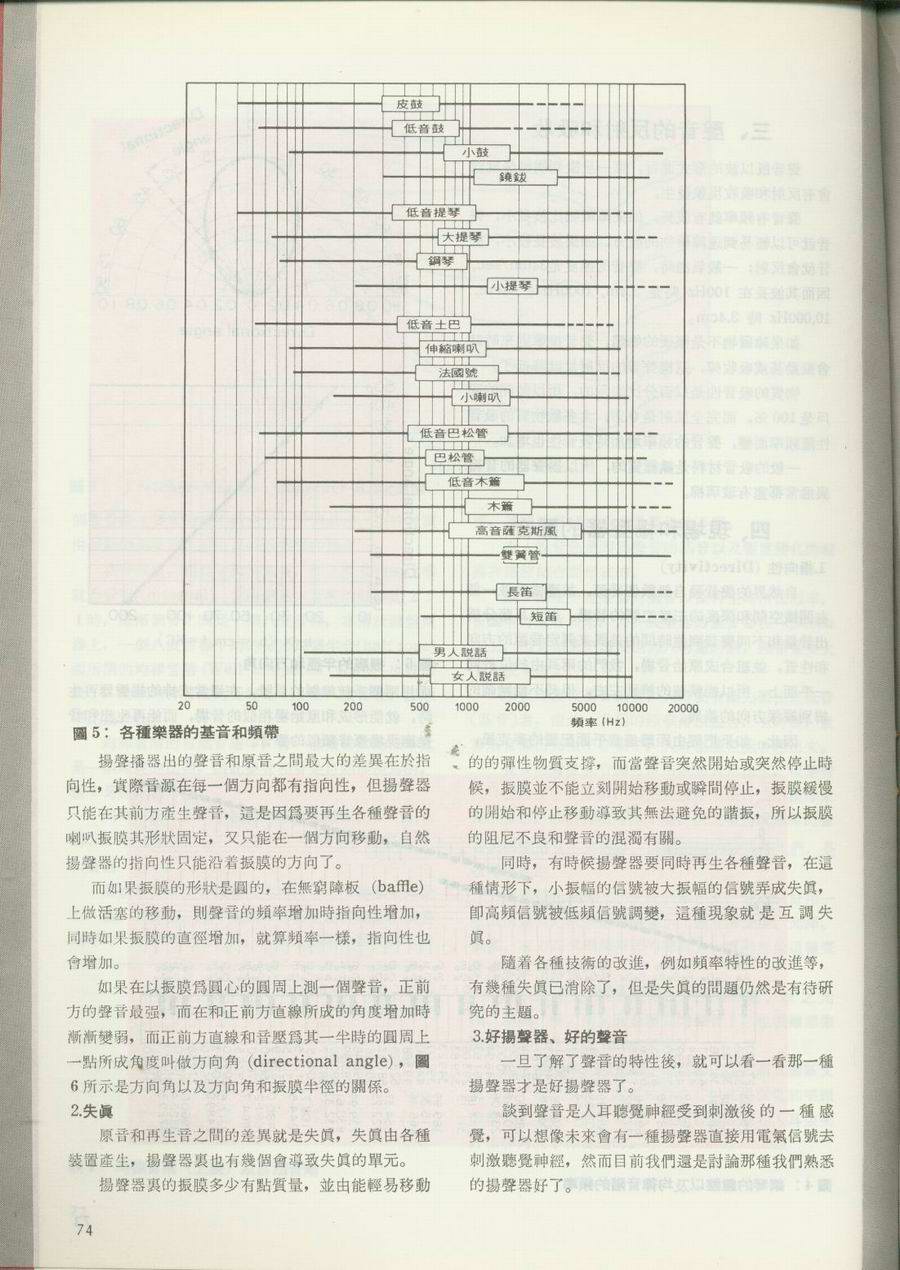 皮鼓
低音鼓
小鼓
鐃鈸
低音提琴
大提琴
鋼琴
小提琴
低音土巴
伸縮喇叭
法國號
小喇叭
低音巴松管
巴松管
低音木簫
木簫
高音薩克斯風
雙簧管
長笛
短笛
男人說話
女人說話
20 50 100 200 500 1000 2000 500 10000 20000
頻率 (Hz)
圖5：各種樂器的基音和頻帶
揚聲播器出的聲音和原音之間最大的差異在於指
向性，實際音源在每一個方向都有指向性，但揚聲器
只能在其前方產生聲音，這是因爲要再生各種聲音的
喇叭振膜其形狀固定，又只能在一個方向移動，自然
揚聲器的指向性只能沿着振膜的方向了。
而如果振膜的形狀是圓的，在無窮障板 (baffle)
上做活塞的移動，則聲音的頻率增加時指向性增加，
同時如果振膜的直徑增加，就算頻率一樣，指向性也
會增加。
如果在以振膜爲圓心的圓周上測一個聲音，正前
方的聲音最强，而在和正前方直線所成的角度增加時
漸漸變弱，而正前方直線和音壓爲其一半時的圓周上
一點所成角度叫做方向角 (directional angle)，圖
6所示是方向角以及方向角和振膜半徑的關係。
2.失眞
原音和再生音之間的差異就是失眞，失眞由各種
裝置產生，揚聲器裏也有幾個會導致失眞的單元。
揚聲器裏的振膜多少有點質量，並由能輕易移動
的的彈性物質支撐，而當聲音突然開始或突然停止時
候，振膜並不能立刻開始移動或瞬間停止，振膜緩慢
的開始和停止移動導致其無法避免的諧振，所以振膜
的阻尼不良和聲音的混濁有關。
同時，有時候揚聲器要同時再生各種聲音，在這
種情形下，小振幅的信號被大振幅的信號弄成失眞，
卽高頻信號被低頻信號調變，這種現象就是互調失
眞。
隨着各種技術的改進，例如頻率特性的改進等，
有幾種失眞已消除了，但是失眞的問題仍然是有待研
究的主題。
3.好揚聲器、好的聲音
一旦了解了聲音的特性後，就可以看一看那一種
揚聲器才是好揚聲器了。
談到聲音是人耳聽覺神經受到刺激後的一種感
覺，可以想像未來會有一種揚聲器直接用電氣信號去
刺激聽覺神經，然而目前我們還是討論那種我們熟悉
的揚聲器好了。
74